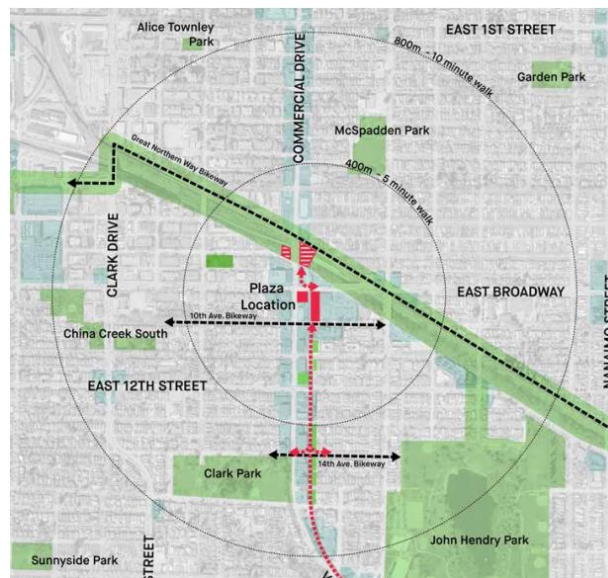 Alice Townley
Park
EAST 1ST STREET
COMMERCIAL DRIVE
800m. - 10 minute walk
Garden Park
McSpadden Park
Great Northern Way Bikeway
400m - 5 minute walk
CLARK DRIVE
Plaza
Location
EAST BROADWAY
NANAIMO STREET
10th Ave. Bikeway
China Creek South
EAST 12TH STREET
Clark Park
14th Ave. Bikeway
John Hendry Park
Sunnyside Park
STREET